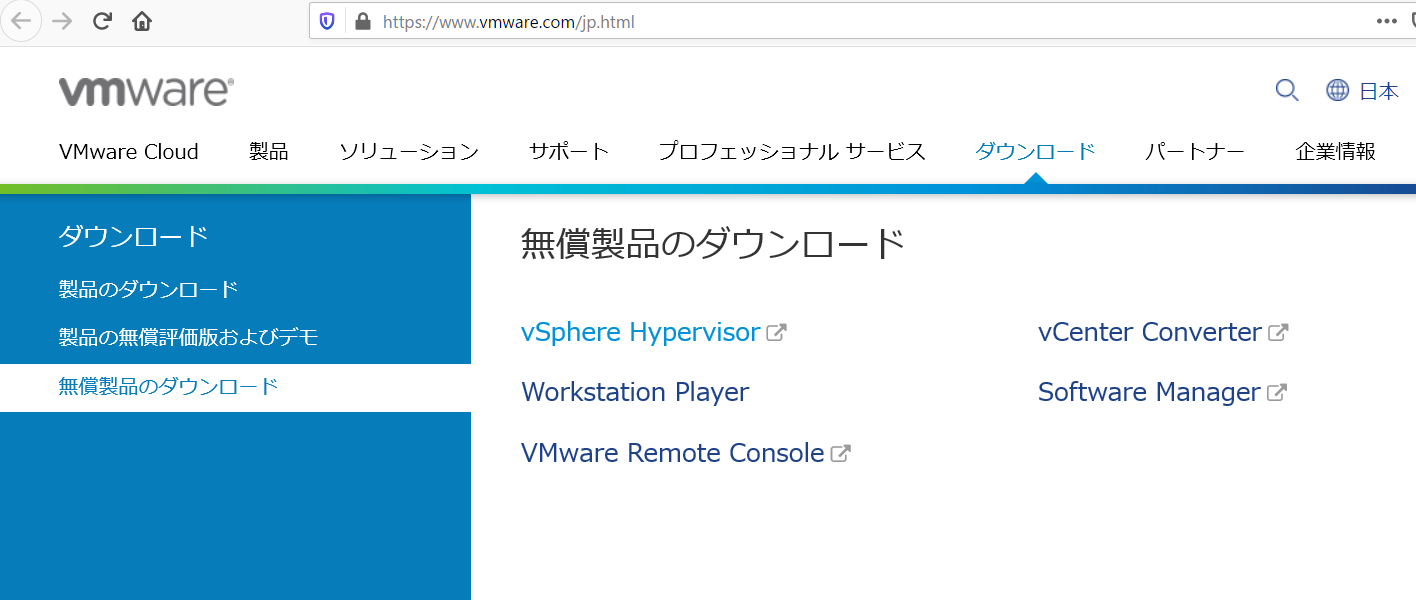 https://www.vmware.com/jp.html
vmware®
日本
VMware Cloud 製品 ソリューション サポート プロフェッショナル サービス ダウンロード パートナー 企業情報
ダウンロード
製品のダウンロード
製品の無償評価版およびデモ
無償製品のダウンロード
無償製品のダウンロード
vSphere Hypervisor vCenter Converter
Workstation Player Software Manager
VMware Remote Console